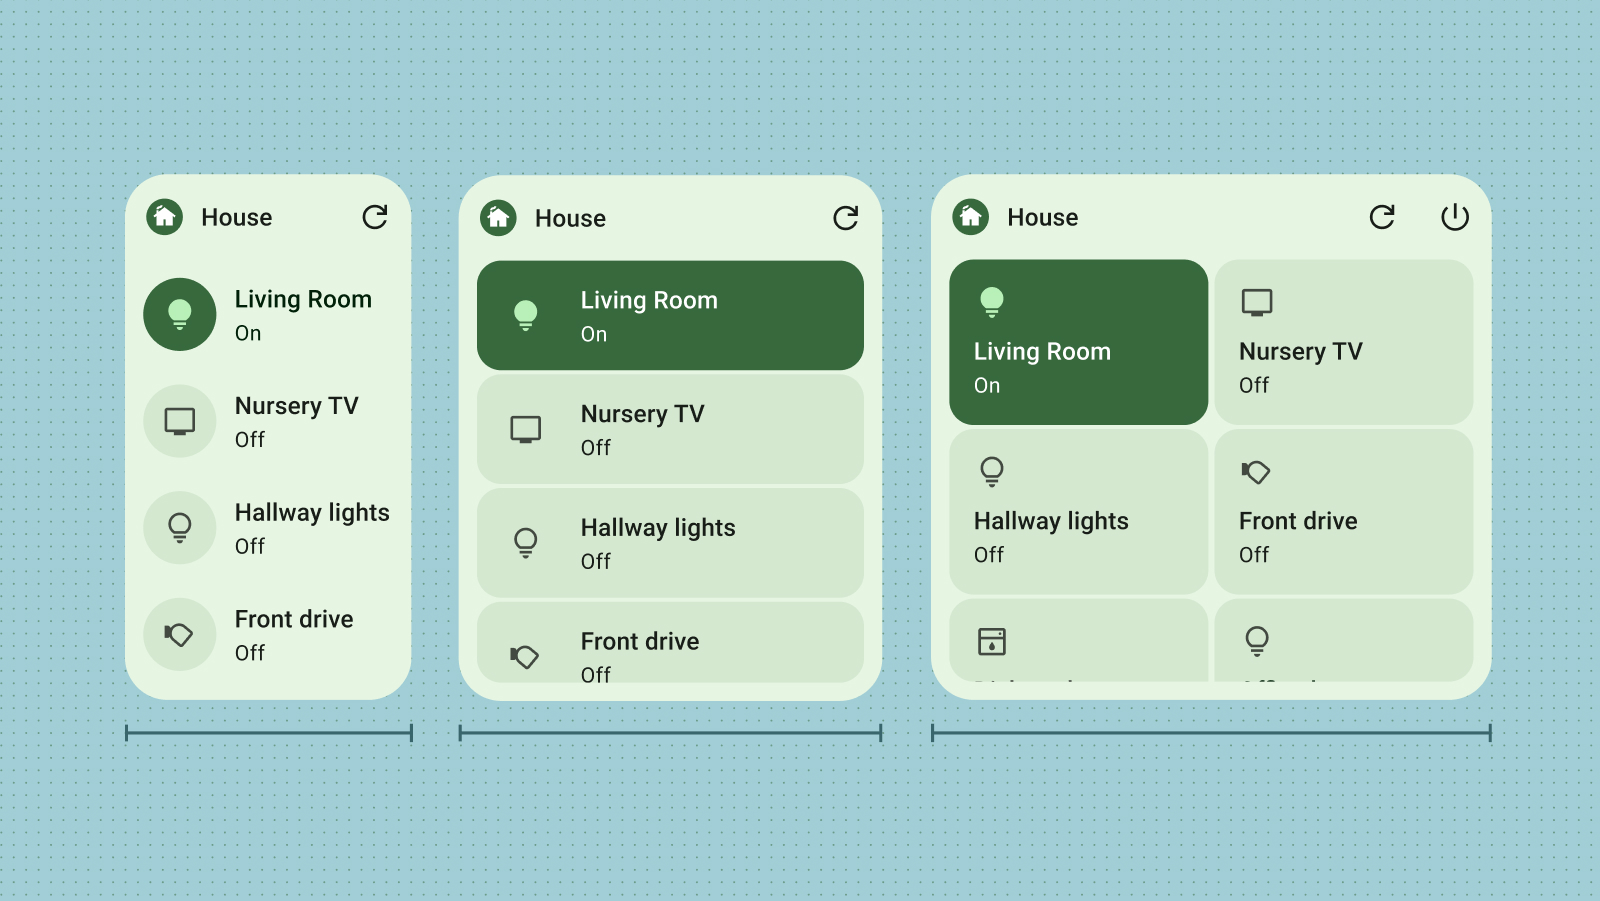 House
Living Room
On
Nursery TV
Off
Hallway lights
Off
Front drive
Off
House
Living Room
On
Nursery TV
Off
Hallway lights
Off
Front drive
Off
House
Living Room
On
Nursery TV
Off
Hallway lights
Off
Front drive
Off